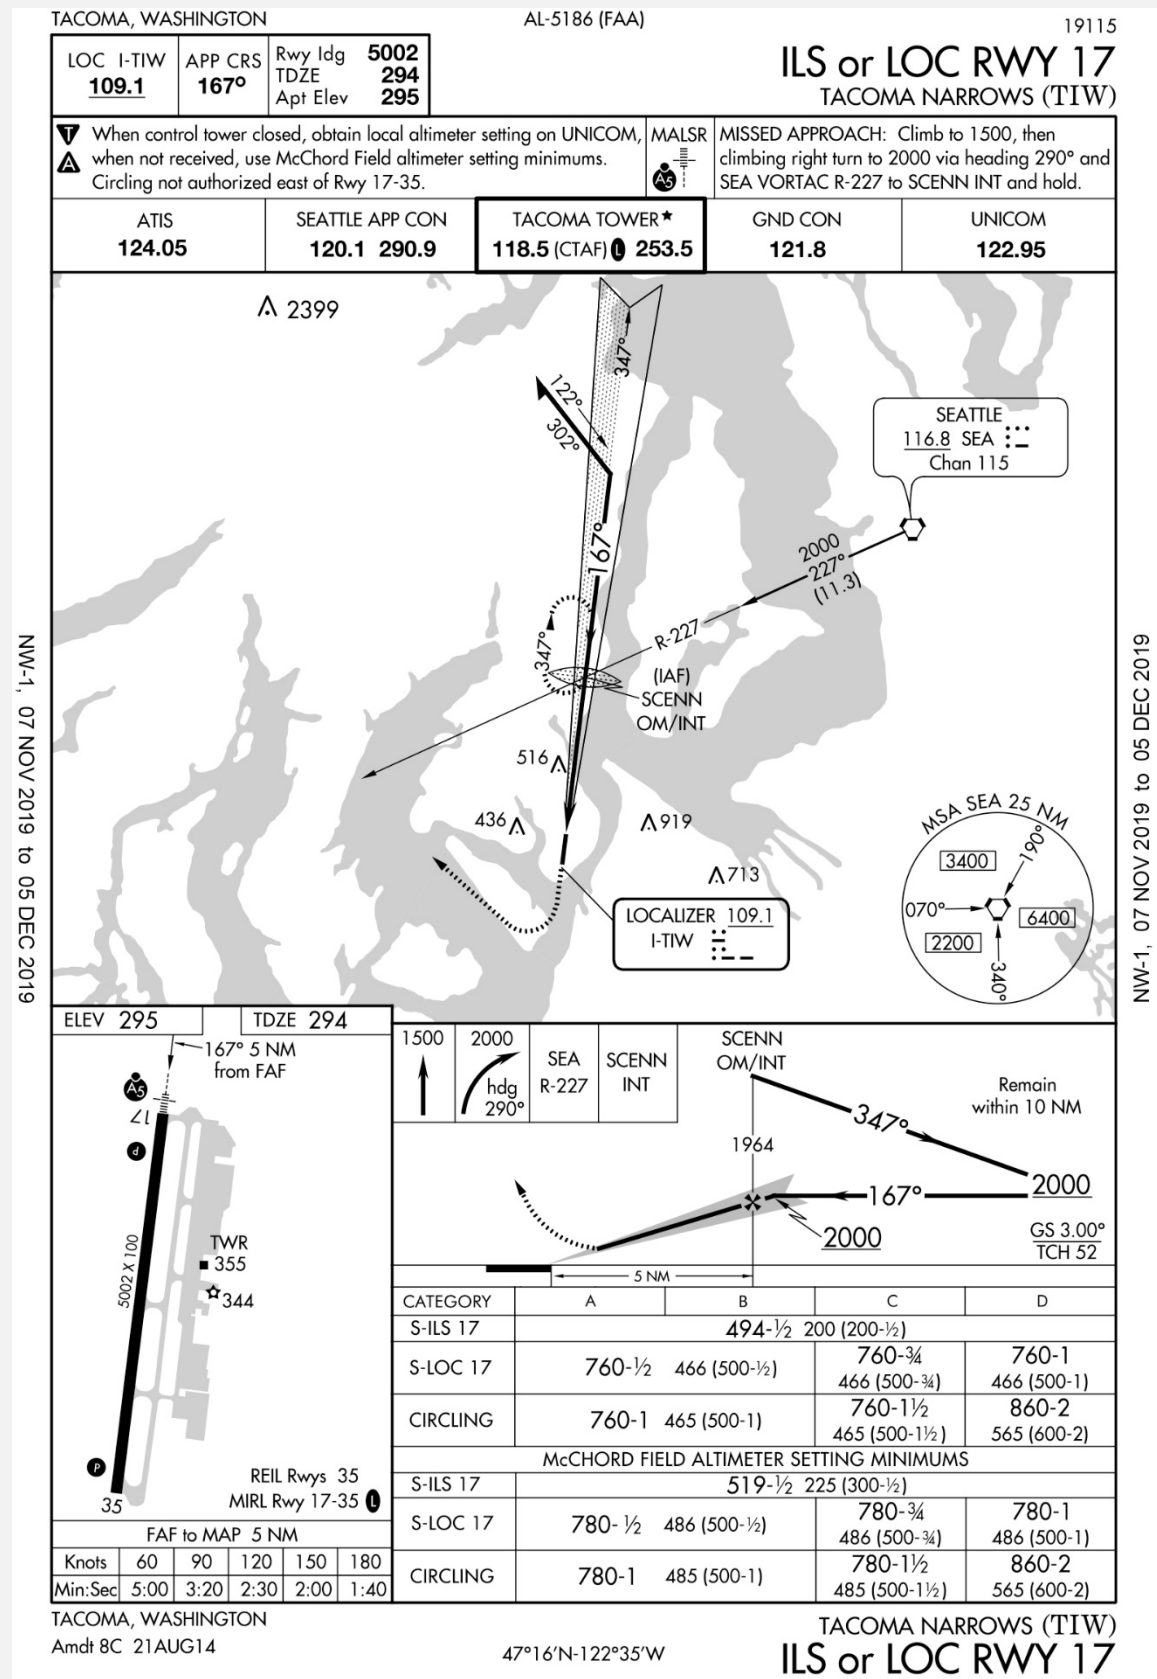 TACOMA, WASHINGTON
AL-5186 (FAA)
19115
LOC I-TIW
109.1
APP CRS
167°
Rwy ldg 5002
TDZE 294
Apt Elev 295
ILS or LOC RWY 17
TACOMA NARROWS (TIW)
T
A
When control tower closed, obtain local altimeter setting on UNICOM,
when not received, use McChord Field altimeter setting minimums.
Circling not authorized east of Rwy 17-35.
MALSR
A5
MISSED APPROACH: Climb to 1500, then
climbing right turn to 2000 via heading 290° and
SEA VORTAC R-227 to SCENN INT and hold.
ATIS
124.05
SEATTLE APP CON
120.1 290.9
TACOMA TOWER★
118.5 (CTAF) L 253.5
GND CON
121.8
UNICOM
122.95
2399
347°
122°
302°
SEATTLE
116.8 SEA
Chan 115
167°
2000
227°
(11.3)
R-227
347°
(IAF)
SCENN
OM/INT
516
436
919
713
LOCALIZER 109.1
I-TIW
MSA SEA 25 NM
3400
190°
070°
6400
2200
340°
NW-1, 07 NOV 2019 to 05 DEC 2019
NW-1, 07 NOV 2019 to 05 DEC 2019
ELEV 295
TDZE 294
167° 5 NM
from FAF
A5
17
P
5002 X 100
TWR
355
344
P
35
REIL Rwys 35
MIRL Rwy 17-35 L
FAF to MAP 5 NM
Knots 60 90 120 150 180
Min:Sec 5:00 3:20 2:30 2:00 1:40
1500
2000
hdg
290°
SEA
R-227
SCENN
INT
SCENN
OM/INT
Remain
within 10 NM
347°
1964
2000
167°
2000
GS 3.00°
TCH 52
5 NM
CATEGORY A B C D
S-ILS 17 494-½ 200 (200-½)
S-LOC 17 760-½ 466 (500-½) 760-¾ 466 (500-¾) 760-1 466 (500-1)
CIRCLING 760-1 465 (500-1) 760-1½ 465 (500-1½) 860-2 565 (600-2)
McCHORD FIELD ALTIMETER SETTING MINIMUMS
S-ILS 17 519-½ 225 (300-½)
S-LOC 17 780-½ 486 (500-½) 780-¾ 486 (500-¾) 780-1 486 (500-1)
CIRCLING 780-1 485 (500-1) 780-1½ 485 (500-1½) 860-2 565 (600-2)
TACOMA, WASHINGTON
Amdt 8C 21AUG14
47°16'N-122°35'W
TACOMA NARROWS (TIW)
ILS or LOC RWY 17